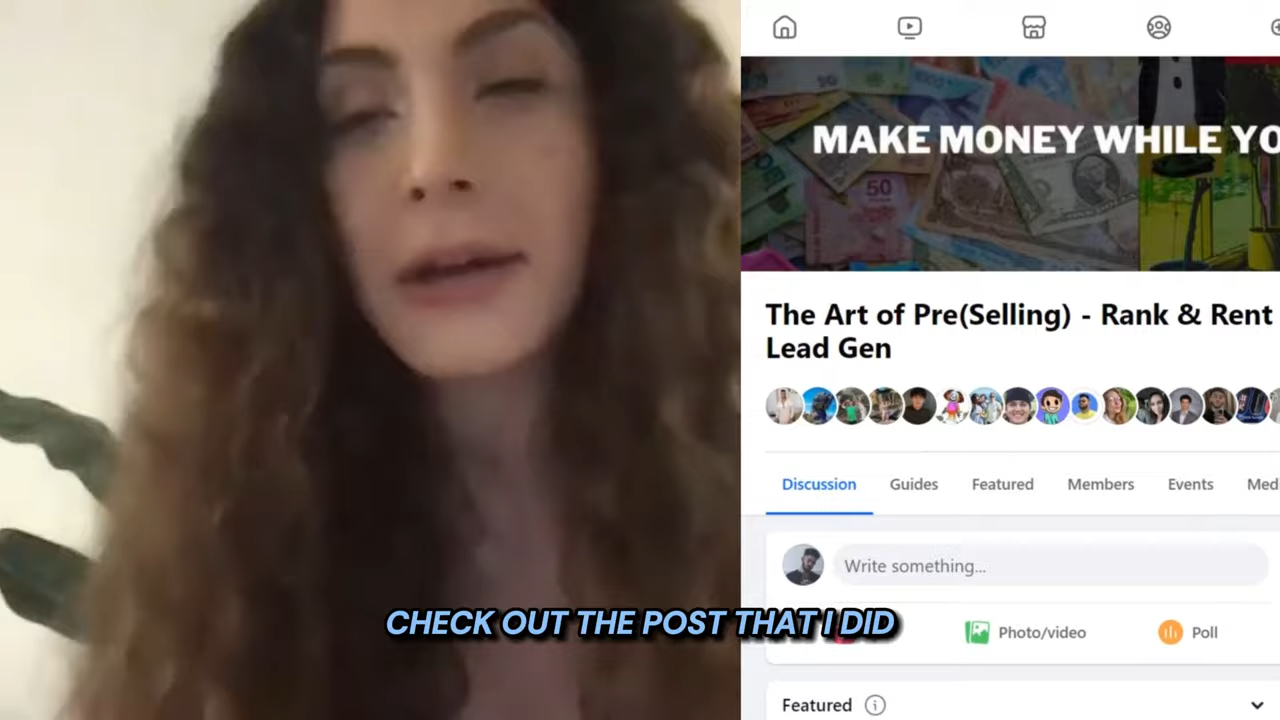 MAKE MONEY WHILE YO
The Art of Pre(Selling) - Rank & Rent
Lead Gen
Discussion Guides Featured Members Events Med
Write something...
CHECK OUT THE POST THAT I DID
Photo/video Poll
Featured